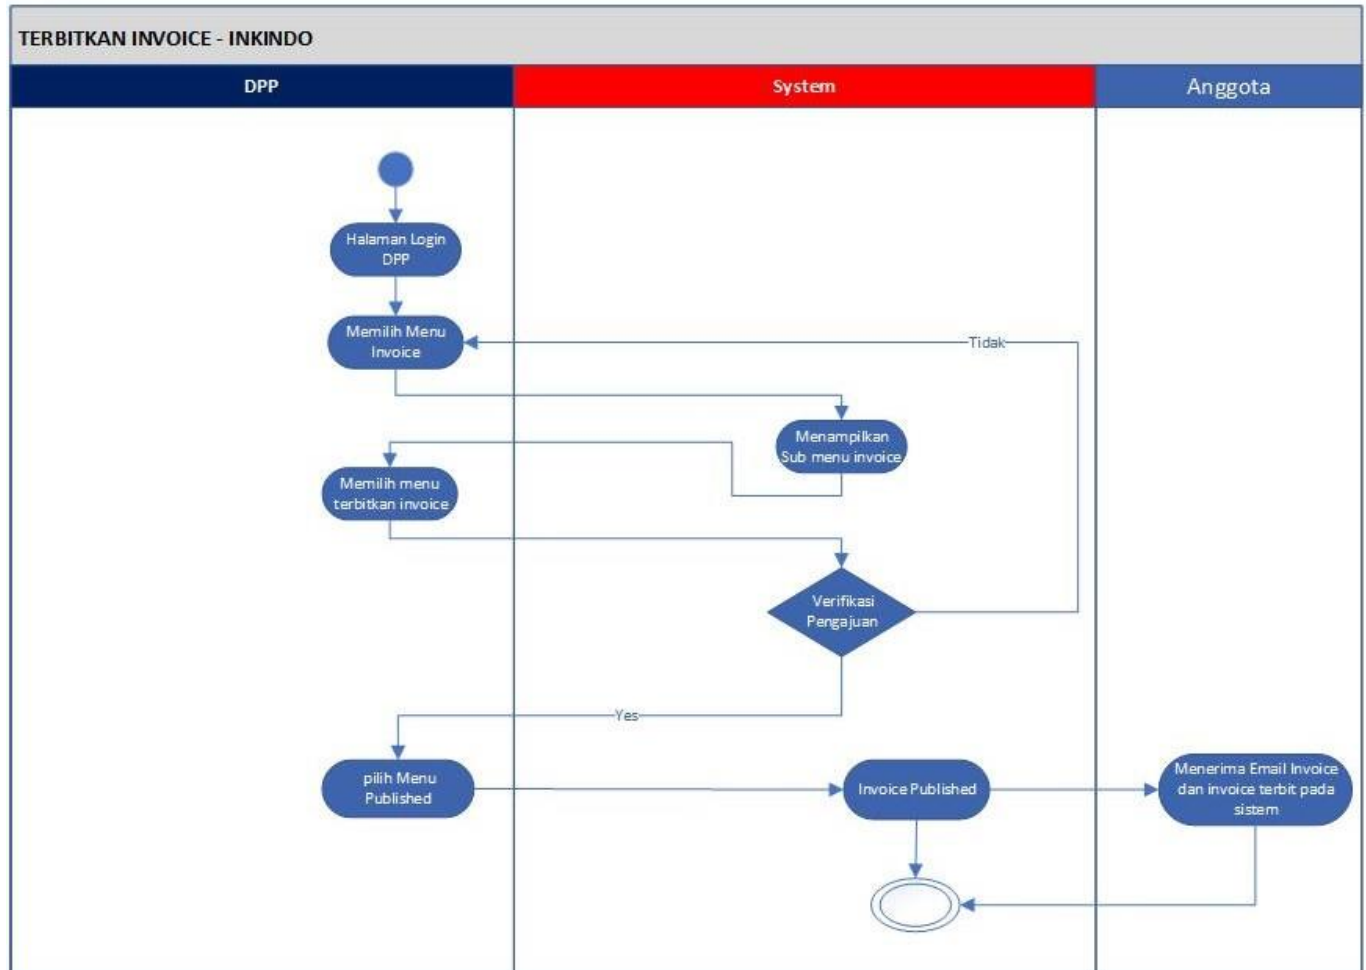 TERBITKAN INVOICE - INKINDO
DPP
System
Anggota
Halaman Login
DPP
Memilih Menu
Invoice
Tidak
Menampilkan
Sub menu invoice
Memilih menu
terbitkan invoice
Verifikasi
Pengajuan
Yes
pilih Menu
Published
Invoice Published
Menerima Email Invoice
dan invoice terbit pada
sistem